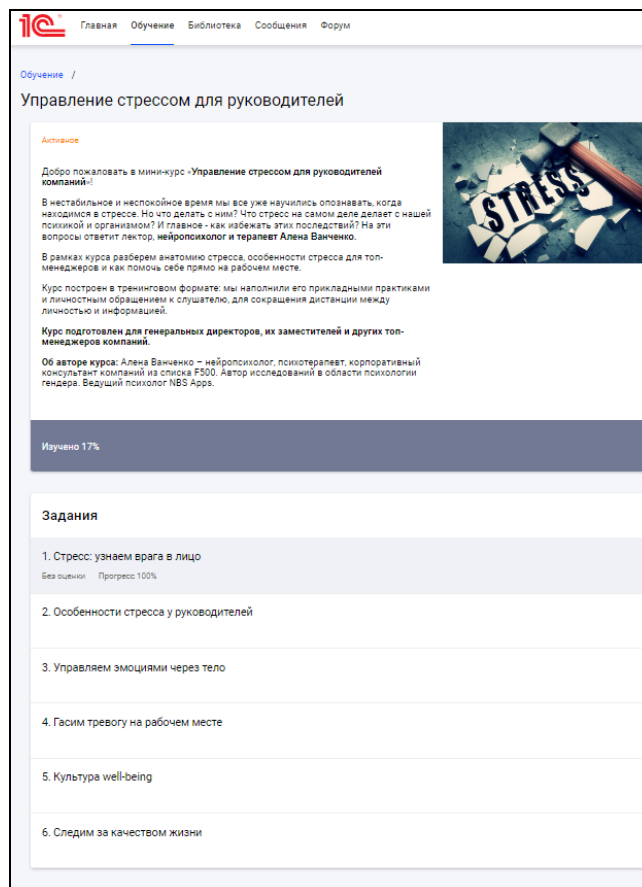 1С
Главная Обучение Библиотека Сообщения Форум
Обучение /
Управление стрессом для руководителей
Активное
Добро пожаловать в мини-курс «Управление стрессом для руководителей
компаний»!
В нестабильное и неспокойное время мы все уже научились опознавать, когда
находимся в стрессе. Но что делать с ним? Что стресс на самом деле делает с нашей
психикой и организмом? И главное - как избежать этих последствий? На эти
вопросы ответит лектор, нейропсихолог и терапевт Алена Ванченко.
В рамках курса разберем анатомию стресса, особенности стресса для топ-
менеджеров и как помочь себе прямо на рабочем месте.
Курс построен в тренинговом формате: мы наполнили его прикладными практиками
и личностным обращением к слушателю, для сокращения дистанции между
личностью и информацией.
Курс подготовлен для генеральных директоров, их заместителей и других топ-
менеджеров компаний.
Об авторе курса: Алена Ванченко – нейропсихолог, психотерапевт, корпоративный
консультант компаний из списка F500. Автор исследований в области психологии
гендера. Ведущий психолог NBS Apps.
STRESS
Изучено 17%
Задания
1. Стресс: узнаем врага в лицо
Без оценки Прогресс 100%
2. Особенности стресса у руководителей
3. Управляем эмоциями через тело
4. Гасим тревогу на рабочем месте
5. Культура well-being
6. Следим за качеством жизни